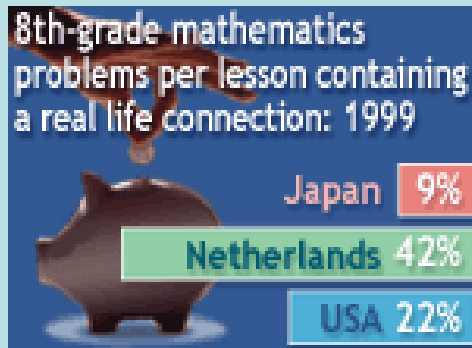 8th-grade mathematics
problems per lesson containing
a real life connection: 1999
Japan 9%
Netherlands 42%
USA 22%